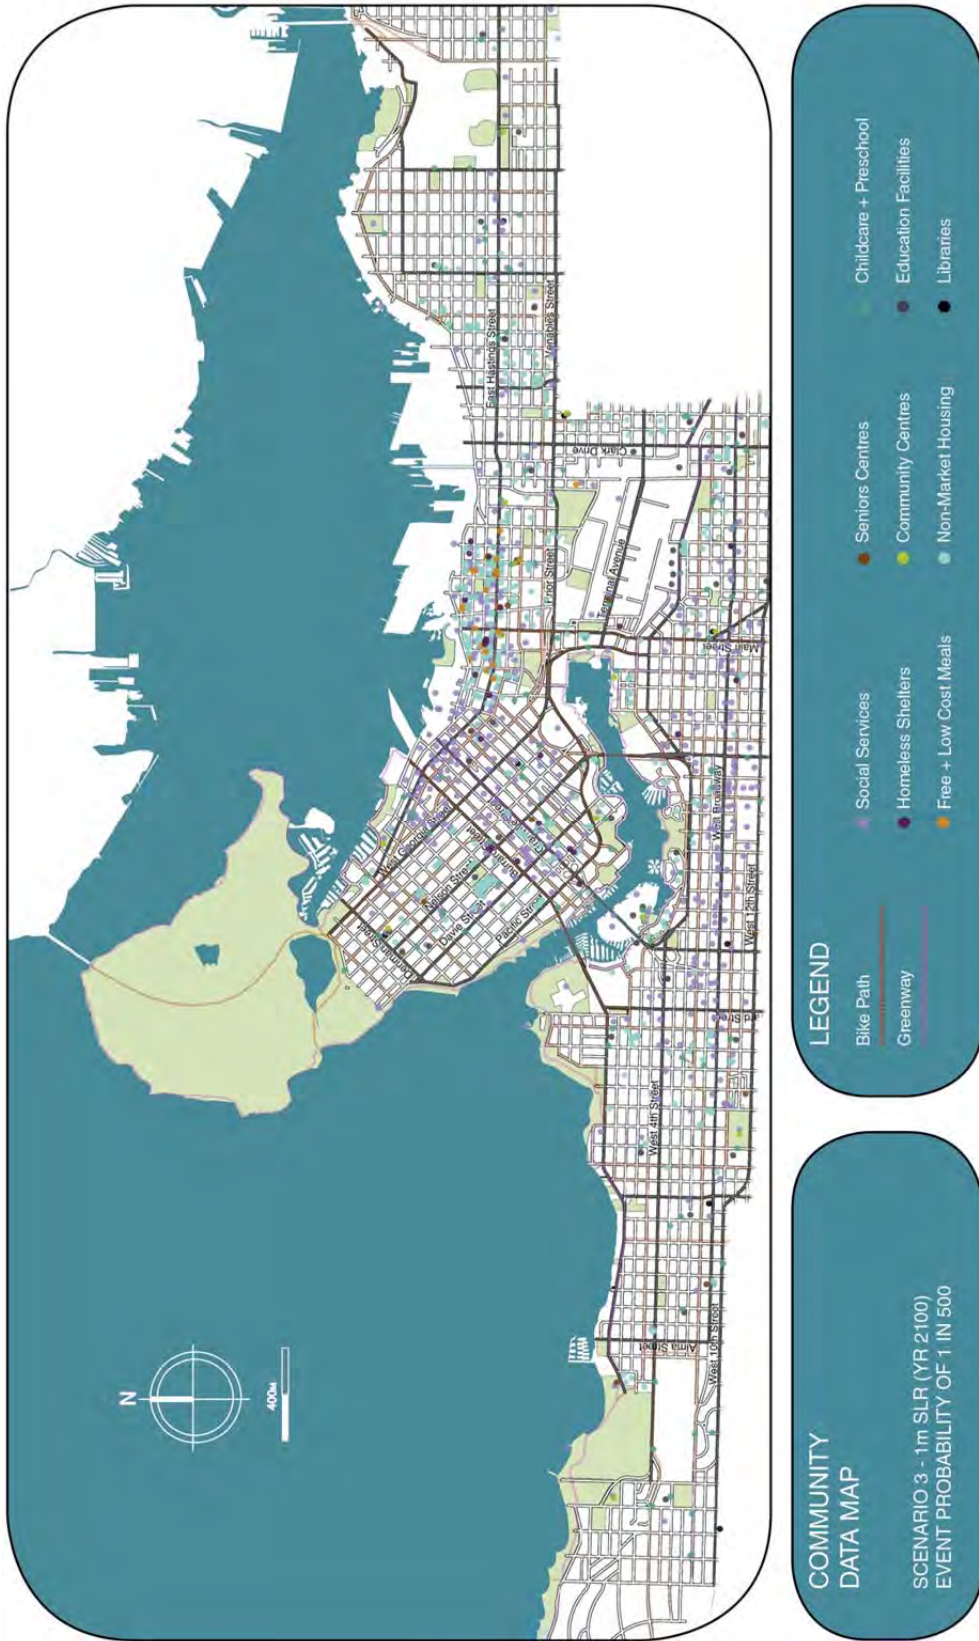 N
400M
East Hastings Street
Venables Street
Clark Drive
Prior Street
Terminal Avenue
Main Street
West Georgia Street
Burrard Street
Nelson Street
Denman Street
Davie Street
Pacific Street
West Broadway
West 12th Street
ard Street
West 4th Street
Alma Street
West 10th Street
COMMUNITY
DATA MAP
SCENARIO 3 - 1m SLR (YR 2100)
EVENT PROBABILITY OF 1 IN 500
LEGEND
Bike Path
Greenway
Social Services
Homeless Shelters
Free + Low Cost Meals
Seniors Centres
Community Centres
Non-Market Housing
Childcare + Preschool
Education Facilities
Libraries